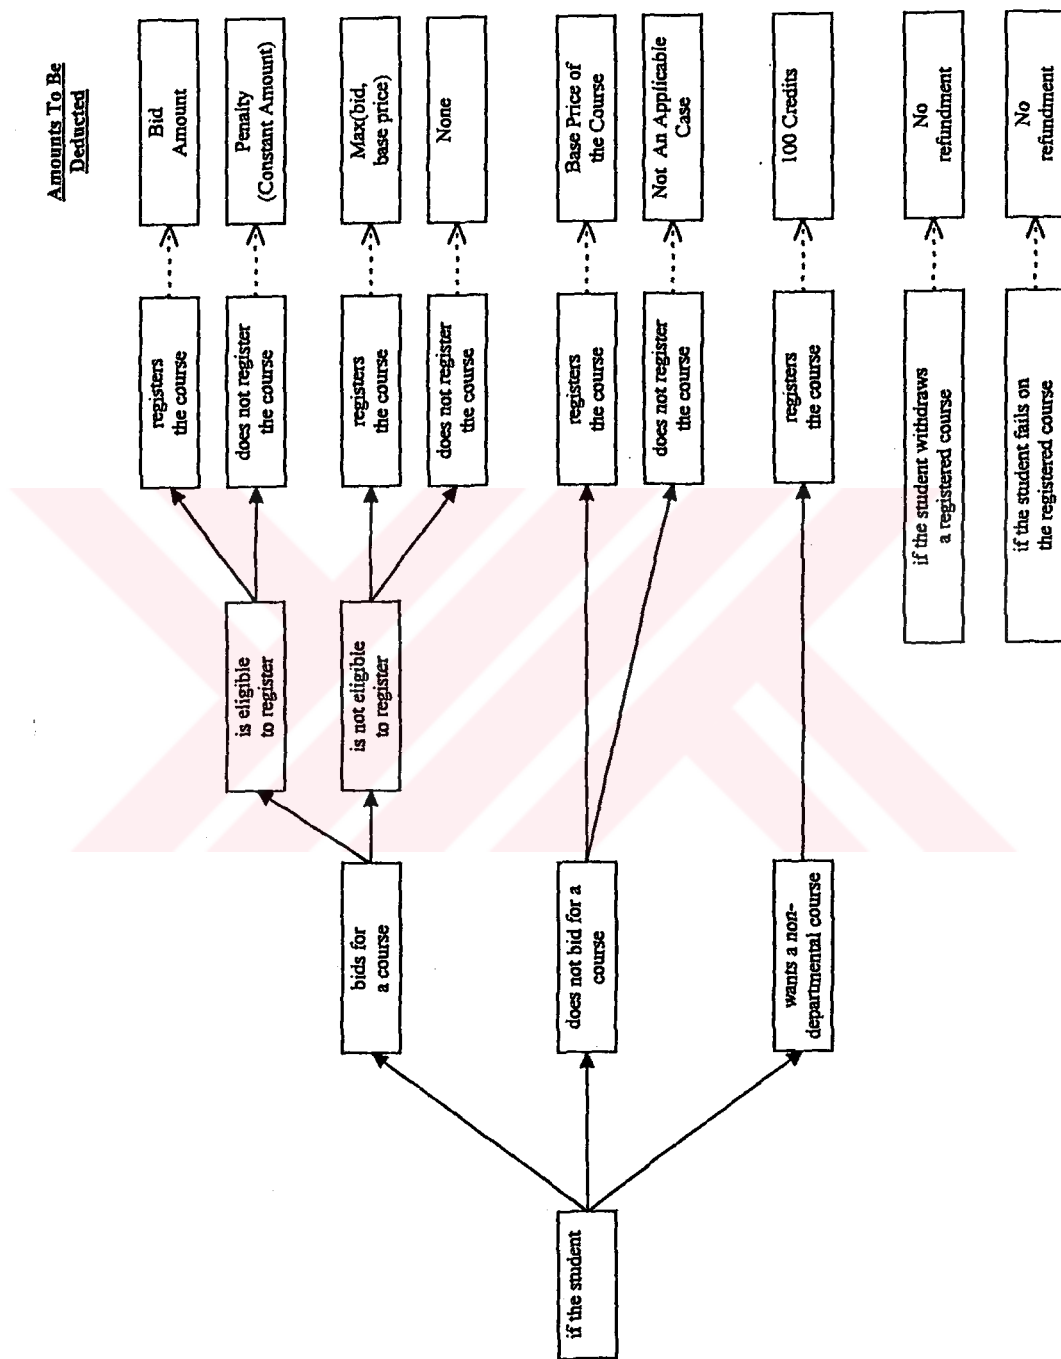 Amounts To Be
Deducted
if the student
bids for
a course
is eligible
to register
registers
the course
Bid
Amount
does not register
the course
Penalty
(Constant Amount)
is not eligible
to register
registers
the course
Max(bid,
base price)
does not register
the course
None
does not bid for a
course
registers
the course
Base Price of
the Course
does not register
the course
Not An Applicable
Case
wants a non-
departmental course
registers
the course
100 Credits
if the student withdraws
a registered course
No
refundment
if the student fails on
the registered course
No
refundment